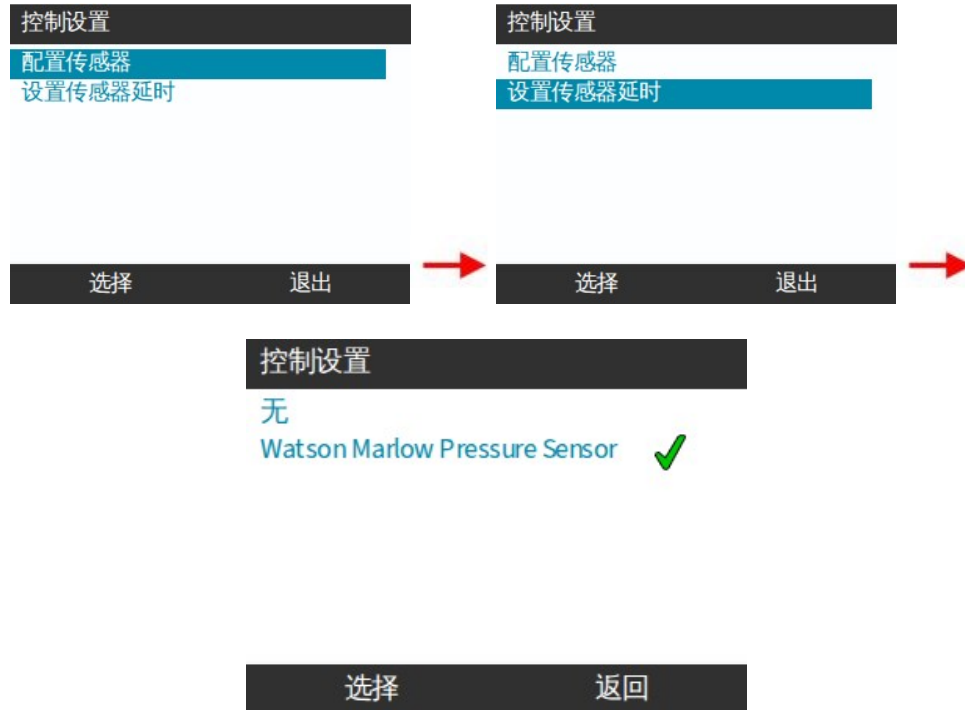 控制设置
配置传感器
设置传感器延时
选择 退出
控制设置
配置传感器
设置传感器延时
选择 退出
控制设置
无
Watson Marlow Pressure Sensor
选择 返回